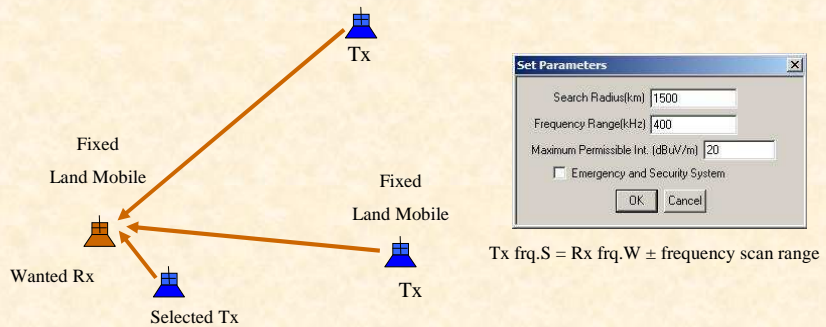 Tx
Fixed
Land Mobile
Wanted Rx
Selected Tx
Fixed
Land Mobile
Tx
Set Parameters
Search Radius(km) 1500
Frequency Range(kHz) 400
Maximum Permissible Int. (dBuV/m) 20
Emergency and Security System
OK Cancel
Tx frq.S = Rx frq.W ± frequency scan range